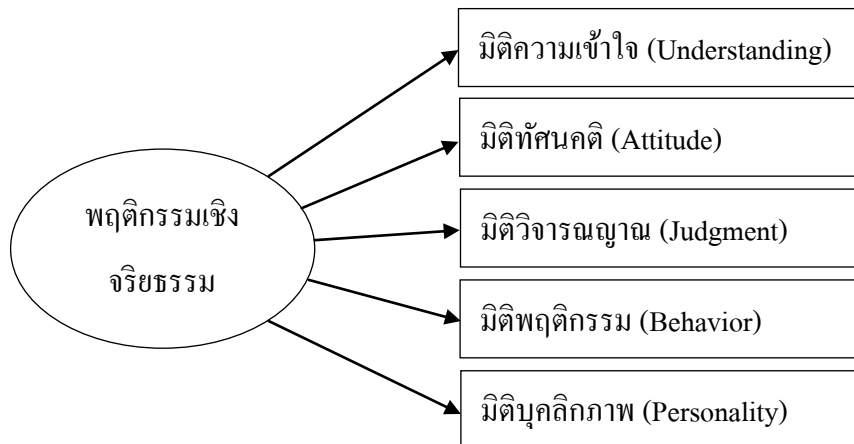 พฤติกรรมเชิง
จริยธรรม
มิติความเข้าใจ (Understanding)
มิติทัศนคติ (Attitude)
มิติวิจารณญาณ (Judgment)
มิติพฤติกรรม (Behavior)
มิติบุคลิกภาพ (Personality)